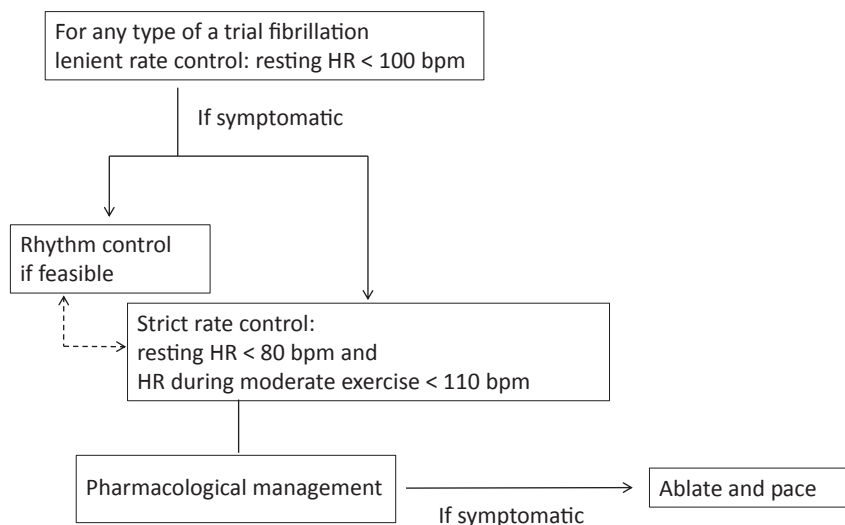 For any type of a trial fibrillation
lenient rate control: resting HR < 100 bpm
If symptomatic
Rhythm control
if feasible
Strict rate control:
resting HR < 80 bpm and
HR during moderate exercise < 110 bpm
Pharmacological management
If symptomatic
Ablate and pace